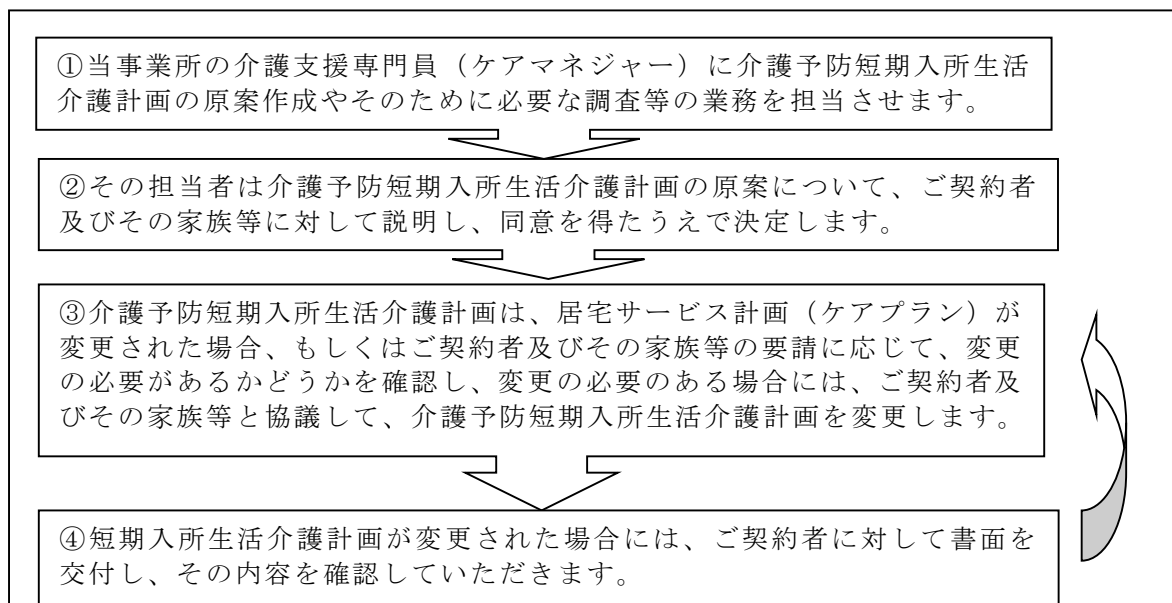 ①当事業所の介護支援専門員（ケアマネジャー）に介護予防短期入所生活
介護計画の原案作成やそのために必要な調査等の業務を担当させます。
②その担当者は介護予防短期入所生活介護計画の原案について、ご契約者
及びその家族等に対して説明し、同意を得たうえで決定します。
③介護予防短期入所生活介護計画は、居宅サービス計画（ケアプラン）が
変更された場合、もしくはご契約者及びその家族等の要請に応じて、変更
の必要があるかどうかを確認し、変更の必要のある場合には、ご契約者及
びその家族等と協議して、介護予防短期入所生活介護計画を変更します。
④短期入所生活介護計画が変更された場合には、ご契約者に対して書面を
交付し、その内容を確認していただきます。